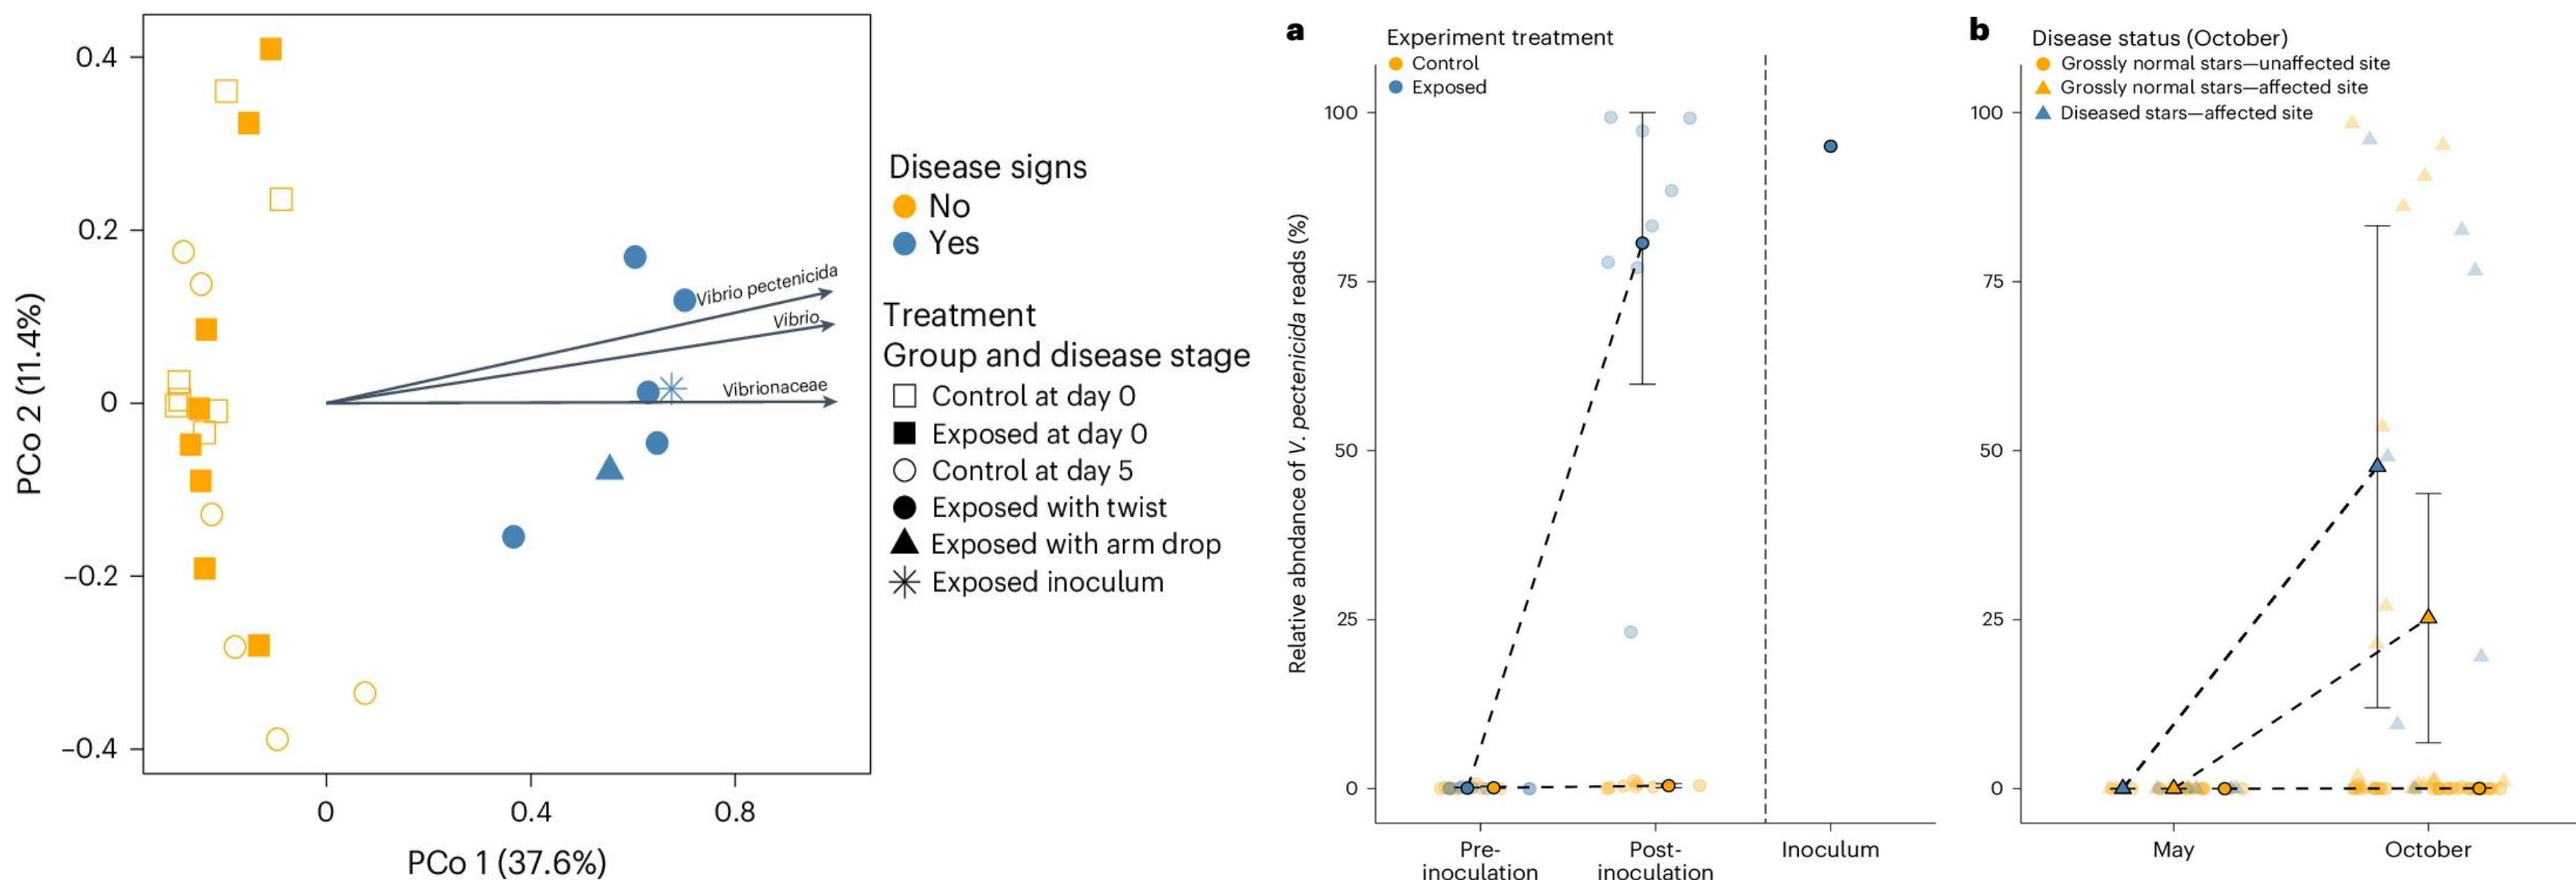 0.4
0.2
0
−0.2
−0.4
PCo 2 (11.4%)
0
0.4
0.8
PCo 1 (37.6%)
Vibrio pectenicida
Vibrio
Vibrionaceae
Disease signs
No
Yes
Treatment
Group and disease stage
Control at day 0
Exposed at day 0
Control at day 5
Exposed with twist
Exposed with arm drop
Exposed inoculum
a
Experiment treatment
Control
Exposed
100
75
50
25
0
Relative abndance of V. pectenicida reads (%)
Pre-
inoculation
Post-
inoculation
Inoculum
b
Disease status (October)
Grossly normal stars—unaffected site
Grossly normal stars—affected site
Diseased stars—affected site
100
75
50
25
0
May
October